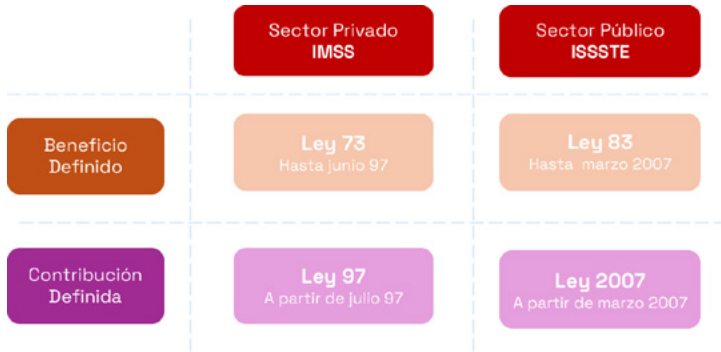 Sector Privado
IMSS
Sector Público
ISSSTE
Beneficio
Definido
Ley 73
Hasta junio 97
Ley 83
Hasta marzo 2007
Contribución
Definida
Ley 97
A partir de julio 97
Ley 2007
A partir de marzo 2007